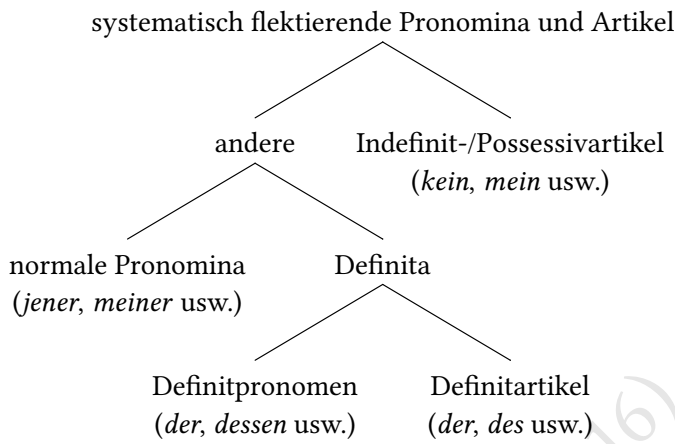 systematisch flektierende Pronomina und Artikel
andere
Indefinit-/Possessivartikel
(kein, mein usw.)
normale Pronomina
(jener, meiner usw.)
Definita
Definitpronomen
(der, dessen usw.)
Definitartikel
(der, des usw.)
16)